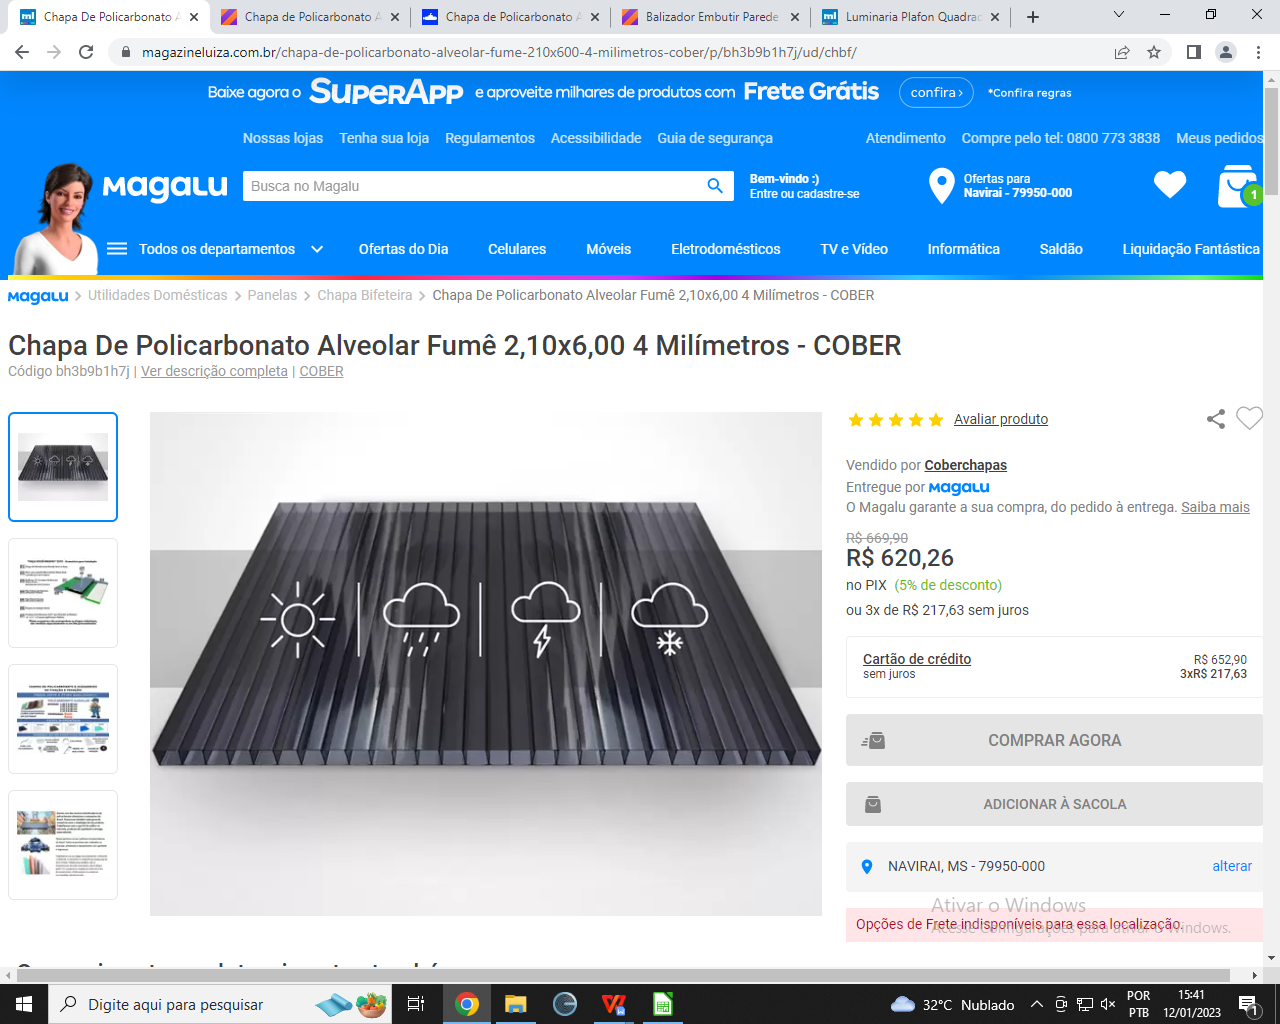 Chapa De Policarbonato A
Chapa de Policarbonato A
Chapa de Policarbonato A
Balizador Embutir Parede
Luminaria Plafon Quadrac
magazineluiza.com.br/chapa-de-policarbonato-alveolar-fume-210x600-4-milimetros-cober/p/bh3b9b1h7j/ud/chbf/
Baixe agora o SuperApp e aproveite milhares de produtos com Frete Grátis confira > *Confira regras
Nossas lojas Tenha sua loja Regulamentos Acessibilidade Guia de segurança Atendimento Compre pelo tel: 0800 773 3838 Meus pedidos
Magalu
Busca no Magalu
Bem-vindo :)
Entre ou cadastre-se
Ofertas para
Navirai - 79950-000
1
Todos os departamentos Ofertas do Dia Celulares Móveis Eletrodomésticos TV e Vídeo Informática Saldão Liquidação Fantástica
Magalu > Utilidades Domésticas > Panelas > Chapa Bifeteira > Chapa De Policarbonato Alveolar Fumê 2,10x6,00 4 Milímetros - COBER
Chapa De Policarbonato Alveolar Fumê 2,10x6,00 4 Milímetros - COBER
Código bh3b9b1h7j | Ver descrição completa | COBER
Avaliar produto
Vendido por Coberchapas
Entregue por Magalu
O Magalu garante a sua compra, do pedido à entrega. Saiba mais
R$ 669,90
R$ 620,26
no PIX (5% de desconto)
ou 3x de R$ 217,63 sem juros
Cartão de crédito R$ 652,90
sem juros 3xR$ 217,63
COMPRAR AGORA
ADICIONAR À SACOLA
NAVIRAI, MS - 79950-000 alterar
Ativar o Windows
Opções de Frete indisponíveis para essa localização.
Acesse Configurações para ativar o Windows.
Digite aqui para pesquisar
32°C Nublado
POR
PTB
15:41
12/01/2023
1